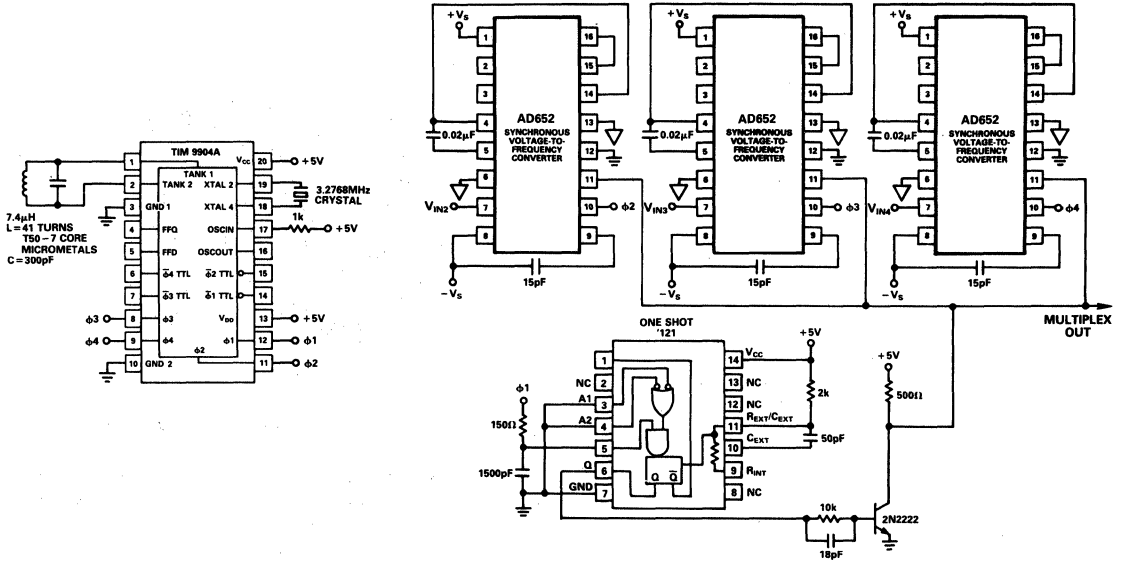 +VS
1
2
3
4
5
6
7
8
16
15
14
13
12
11
10
9
AD652
SYNCHRONOUS
VOLTAGE-TO-
FREQUENCY
CONVERTER
0.02µF
VIN2
ϕ2
15pF
−VS
+VS
1
2
3
4
5
6
7
8
16
15
14
13
12
11
10
9
AD652
SYNCHRONOUS
VOLTAGE-TO-
FREQUENCY
CONVERTER
0.02µF
VIN3
ϕ3
15pF
−VS
+VS
1
2
3
4
5
6
7
8
16
15
14
13
12
11
10
9
AD652
SYNCHRONOUS
VOLTAGE-TO-
FREQUENCY
CONVERTER
0.02µF
VIN4
ϕ4
15pF
−VS
MULTIPLEX
OUT
TIM 9904A
1
TANK 1
VCC 20
+5V
2
TANK 2
XTAL 2
19
3
GND 1
XTAL 4
18
3.2768MHz
CRYSTAL
4
FFQ
OSCIN
17
1k
+5V
5
FFD
OSCOUT
16
6
ϕ̄4 TTL
ϕ̄2 TTL
15
7
ϕ̄3 TTL
ϕ̄1 TTL
14
ϕ3
8
ϕ3
VDD
13
+5V
ϕ4
9
ϕ4
ϕ1
12
ϕ1
10
GND 2
ϕ2
11
ϕ2
7.4µH
L=41 TURNS
T50−7 CORE
MICROMETALS
C=300pF
ONE SHOT
'121
1
14
VCC
+5V
NC
2
13
NC
A1
3
12
NC
2k
A2
4
11
REXT/CEXT
5
10
CEXT
50pF
Q
6
9
RINT
GND
7
8
NC
Q
Q̄
ϕ1
150Ω
1500pF
+5V
500Ω
10k
18pF
2N2222